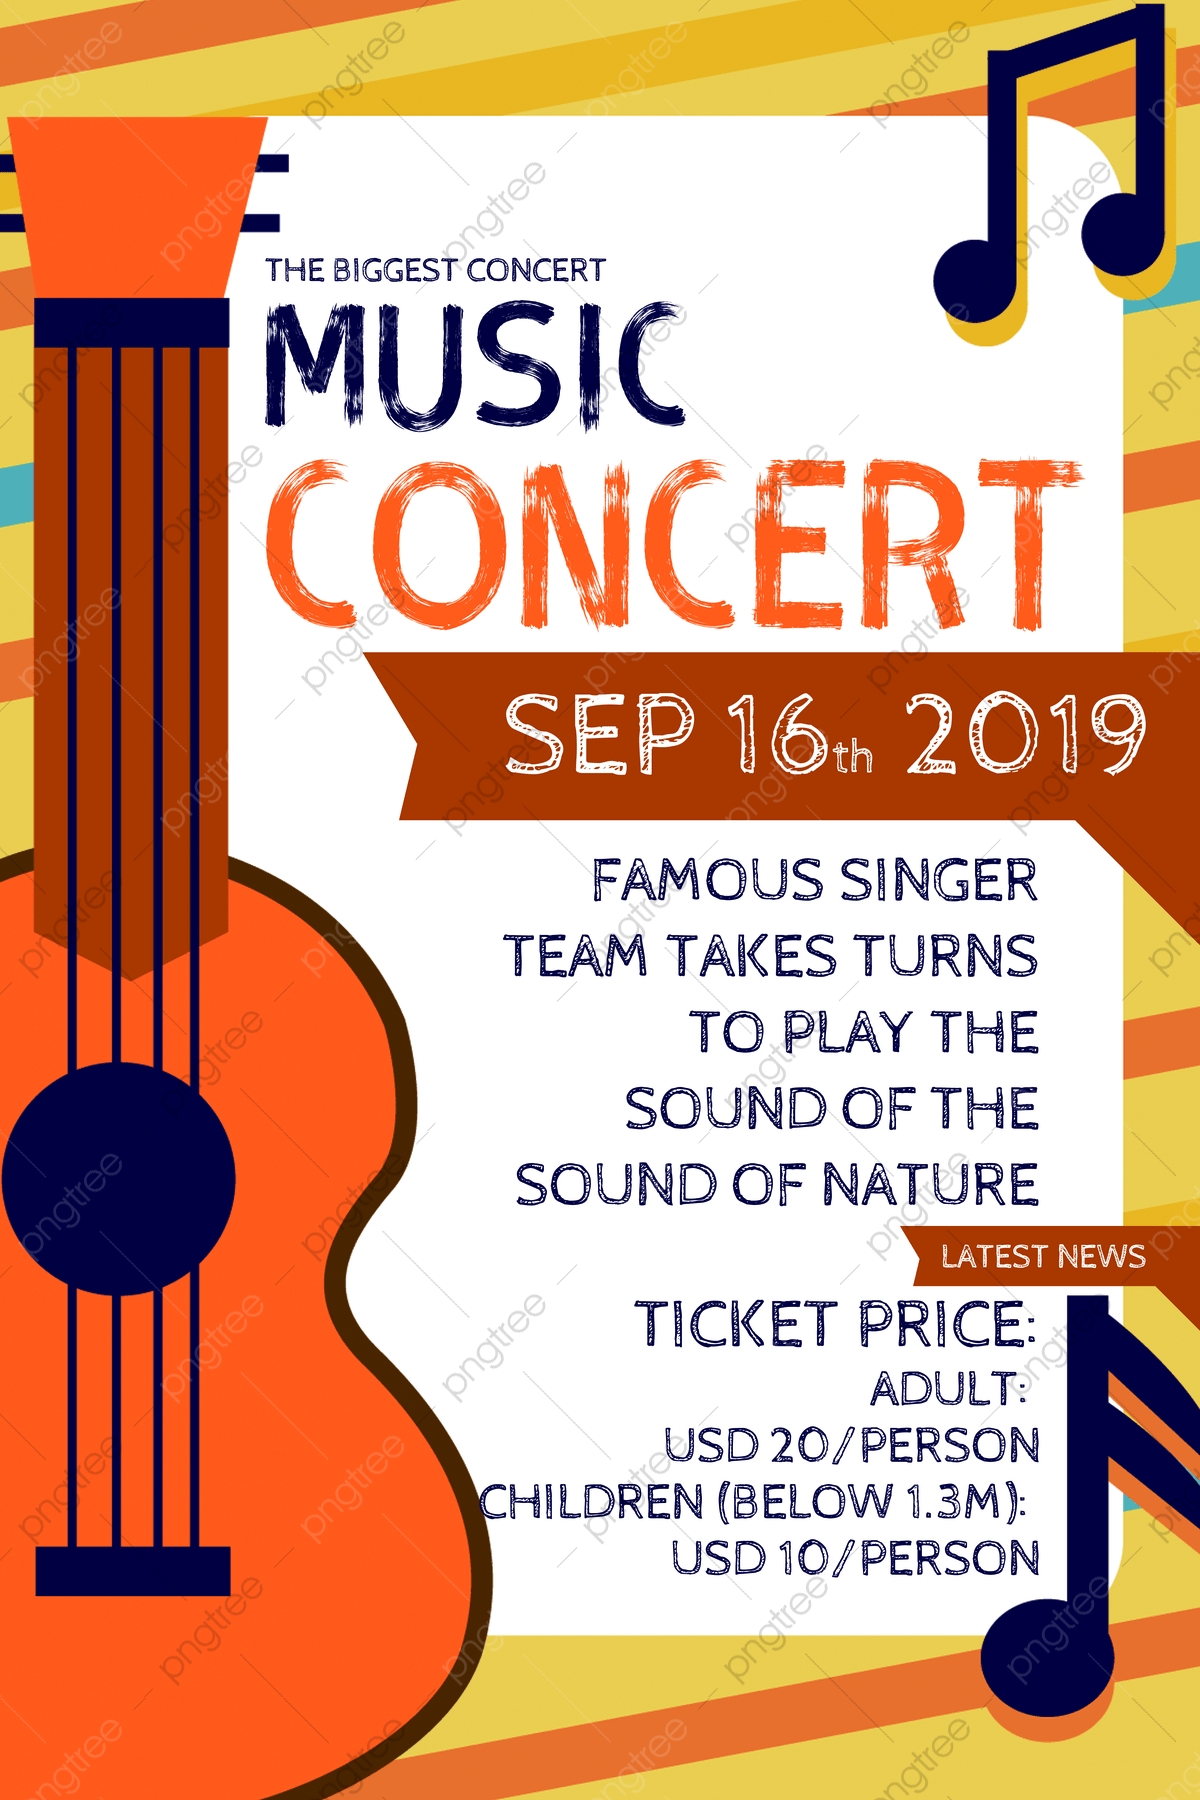 THE BIGGEST CONCERT
MUSIC
CONCERT
SEP 16th 2019
FAMOUS SINGER
TEAM TAKES TURNS
TO PLAY THE
SOUND OF THE
SOUND OF NATURE
LATEST NEWS
TICKET PRICE:
ADULT:
USD 20/PERSON
CHILDREN (BELOW 1.3M):
USD 10/PERSON
pngtree